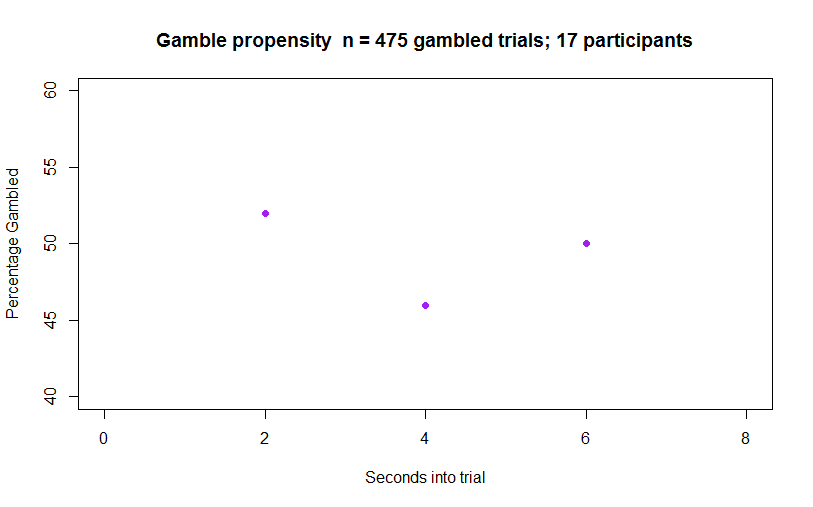 Gamble propensity  n = 475 gambled trials; 17 participants
Percentage Gambled
60
55
50
45
40
0 2 4 6 8
Seconds into trial